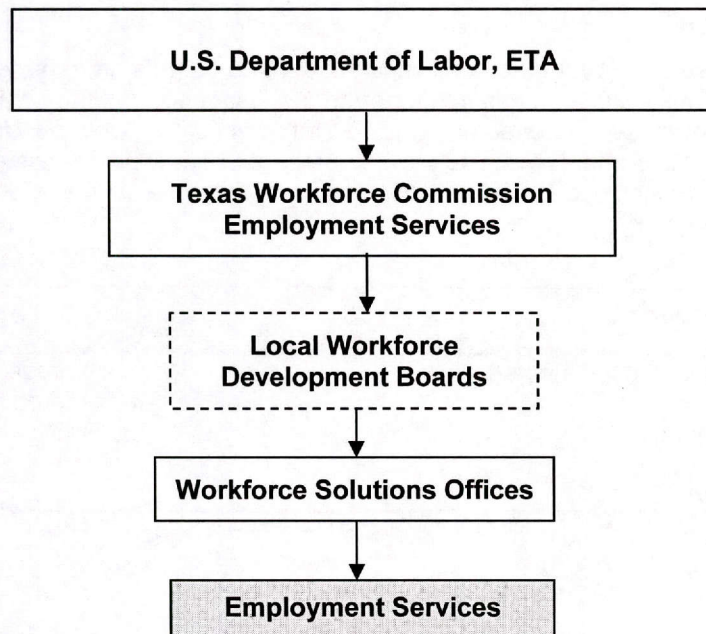 U.S. Department of Labor, ETA
Texas Workforce Commission
Employment Services
Local Workforce
Development Boards
Workforce Solutions Offices
Employment Services